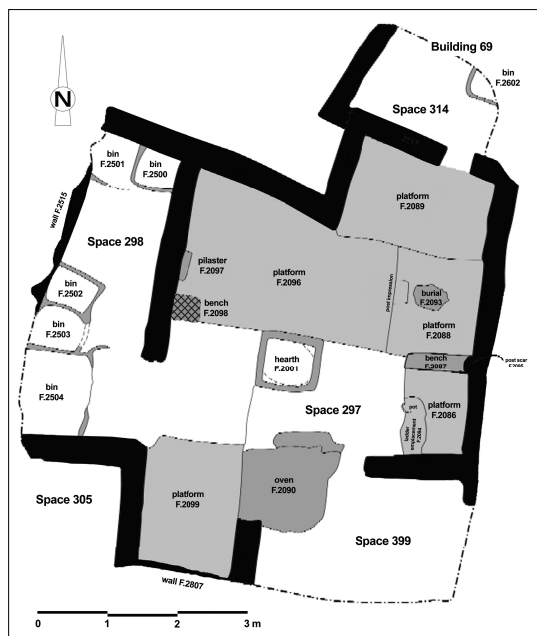 Building 69
bin
F.2602
Space 314
N
bin
F.2501
bin
F.2500
platform
F.2089
wall F.2515
Space 298
pilaster
F.2097
platform
F.2096
post impression
burial
F.2093
bin
F.2502
bench
F.2098
platform
F.2088
bin
F.2503
hearth
F.2001
bench
F.2087
post scar
bin
F.2504
Space 297
pot
platform
F.2086
ladder
emplacement
F.2094
Space 305
platform
F.2099
oven
F.2090
Space 399
wall F.2807
0 1 2 3 m